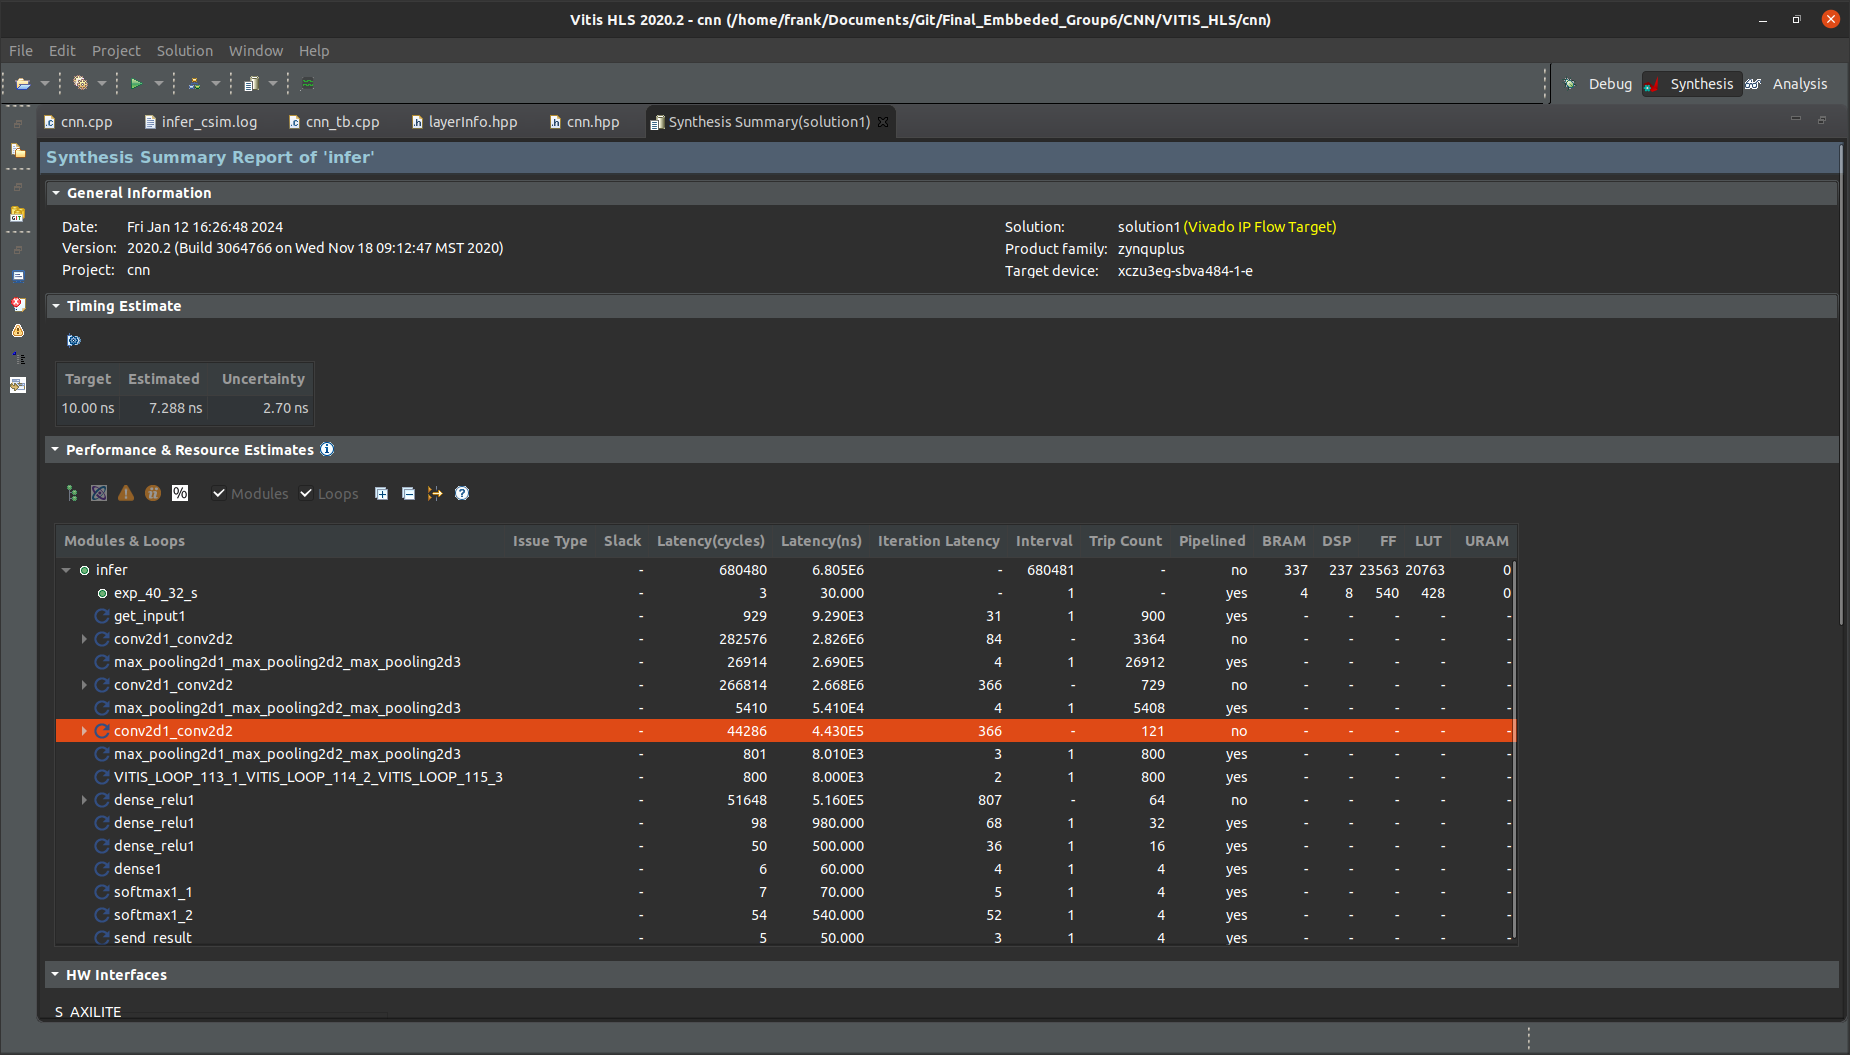 Vitis HLS 2020.2 - cnn (/home/frank/Documents/Git/Final_Embbeded_Group6/CNN/VITIS_HLS/cnn)
File Edit Project Solution Window Help
Debug Synthesis Analysis
cnn.cpp infer_csim.log cnn_tb.cpp layerInfo.hpp cnn.hpp Synthesis Summary(solution1)
Synthesis Summary Report of 'infer'
General Information
Date: Fri Jan 12 16:26:48 2024 Solution: solution1 (Vivado IP Flow Target)
Version: 2020.2 (Build 3064766 on Wed Nov 18 09:12:47 MST 2020) Product family: zynquplus
Project: cnn Target device: xczu3eg-sbva484-1-e
Timing Estimate
Target Estimated Uncertainty
10.00 ns 7.288 ns 2.70 ns
Performance & Resource Estimates
% Modules Loops
Modules & Loops Issue Type Slack Latency(cycles) Latency(ns) Iteration Latency Interval Trip Count Pipelined BRAM DSP FF LUT URAM
infer - 680480 6.805E6 - 680481 - no 337 237 23563 20763 0
exp_40_32_s - 3 30.000 - 1 - yes 4 8 540 428 0
get_input1 - 929 9.290E3 31 1 900 yes - - - - -
conv2d1_conv2d2 - 282576 2.826E6 84 - 3364 no - - - - -
max_pooling2d1_max_pooling2d2_max_pooling2d3 - 26914 2.690E5 4 1 26912 yes - - - - -
conv2d1_conv2d2 - 266814 2.668E6 366 - 729 no - - - - -
max_pooling2d1_max_pooling2d2_max_pooling2d3 - 5410 5.410E4 4 1 5408 yes - - - - -
conv2d1_conv2d2 - 44286 4.430E5 366 - 121 no - - - - -
max_pooling2d1_max_pooling2d2_max_pooling2d3 - 801 8.010E3 3 1 800 yes - - - - -
VITIS_LOOP_113_1_VITIS_LOOP_114_2_VITIS_LOOP_115_3 - 800 8.000E3 2 1 800 yes - - - - -
dense_relu1 - 51648 5.160E5 807 - 64 no - - - - -
dense_relu1 - 98 980.000 68 1 32 yes - - - - -
dense_relu1 - 50 500.000 36 1 16 yes - - - - -
dense1 - 6 60.000 4 1 4 yes - - - - -
softmax1_1 - 7 70.000 5 1 4 yes - - - - -
softmax1_2 - 54 540.000 52 1 4 yes - - - - -
send_result - 5 50.000 3 1 4 yes - - - - -
HW Interfaces
S_AXILITE